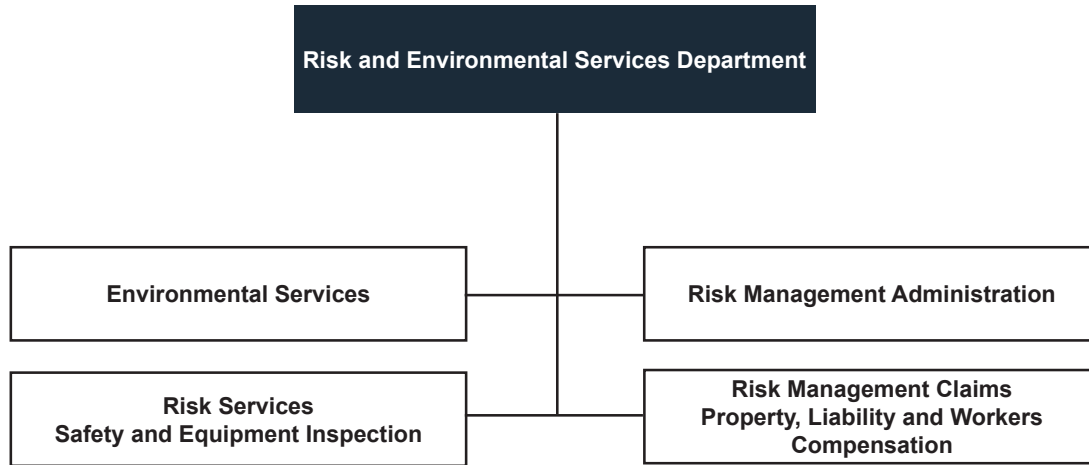 Risk and Environmental Services Department
Environmental Services
Risk Management Administration
Risk Services
Safety and Equipment Inspection
Risk Management Claims
Property, Liability and Workers
Compensation